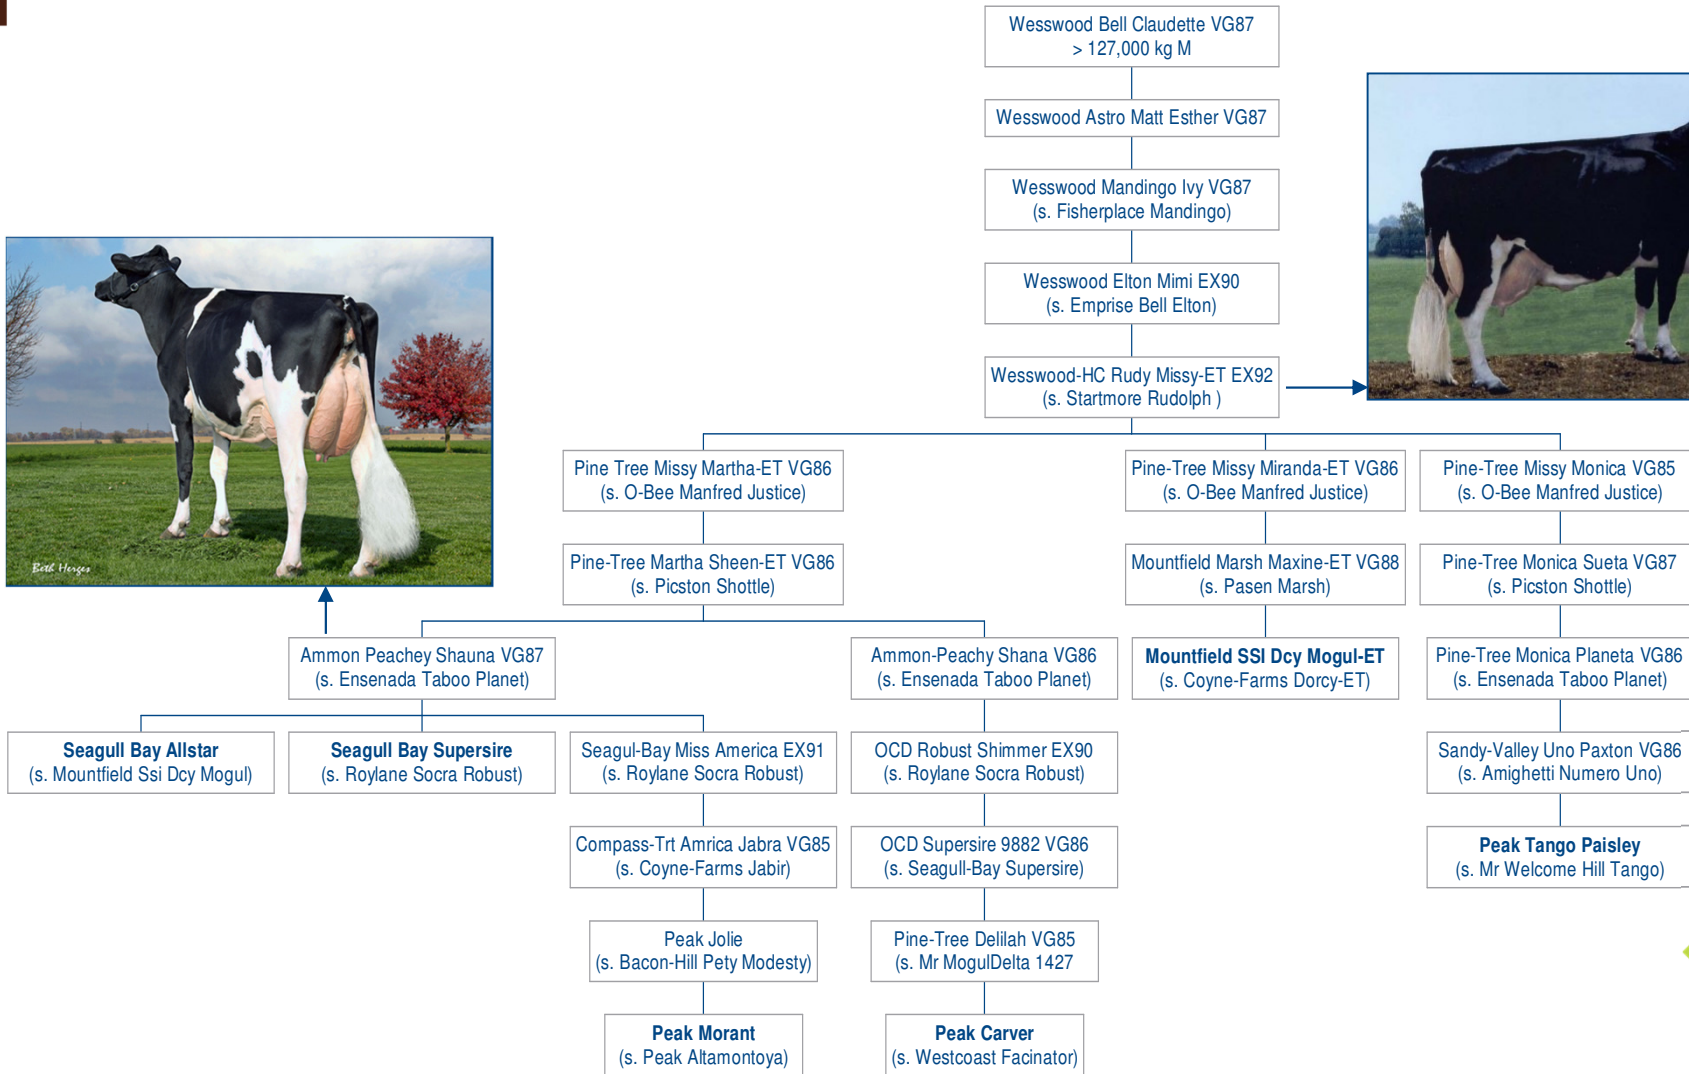 Wesswood Bell Claudette VG87
> 127,000 kg M
Wesswood Astro Matt Esther VG87
Wesswood Mandingo Ivy VG87
(s. Fisherplace Mandingo)
Wesswood Elton Mimi EX90
(s. Emprise Bell Elton)
Wesswood-HC Rudy Missy-ET EX92
(s. Startmore Rudolph )
Beth Herges
Pine Tree Missy Martha-ET VG86
(s. O-Bee Manfred Justice)
Pine-Tree Missy Miranda-ET VG86
(s. O-Bee Manfred Justice)
Pine-Tree Missy Monica VG85
(s. O-Bee Manfred Justice)
Pine-Tree Martha Sheen-ET VG86
(s. Picston Shottle)
Mountfield Marsh Maxine-ET VG88
(s. Pasen Marsh)
Pine-Tree Monica Sueta VG87
(s. Picston Shottle)
Ammon Peachey Shauna VG87
(s. Ensenada Taboo Planet)
Ammon-Peachy Shana VG86
(s. Ensenada Taboo Planet)
Mountfield SSI Dcy Mogul-ET
(s. Coyne-Farms Dorcy-ET)
Pine-Tree Monica Planeta VG86
(s. Ensenada Taboo Planet)
Seagull Bay Allstar
(s. Mountfield Ssi Dcy Mogul)
Seagull Bay Supersire
(s. Roylane Socra Robust)
Seagul-Bay Miss America EX91
(s. Roylane Socra Robust)
OCD Robust Shimmer EX90
(s. Roylane Socra Robust)
Sandy-Valley Uno Paxton VG86
(s. Amighetti Numero Uno)
Compass-Trt Amrica Jabra VG85
(s. Coyne-Farms Jabir)
OCD Supersire 9882 VG86
(s. Seagull-Bay Supersire)
Peak Tango Paisley
(s. Mr Welcome Hill Tango)
Peak Jolie
(s. Bacon-Hill Pety Modesty)
Pine-Tree Delilah VG85
(s. Mr MogulDelta 1427
Peak Morant
(s. Peak Altamontoya)
Peak Carver
(s. Westcoast Facinator)